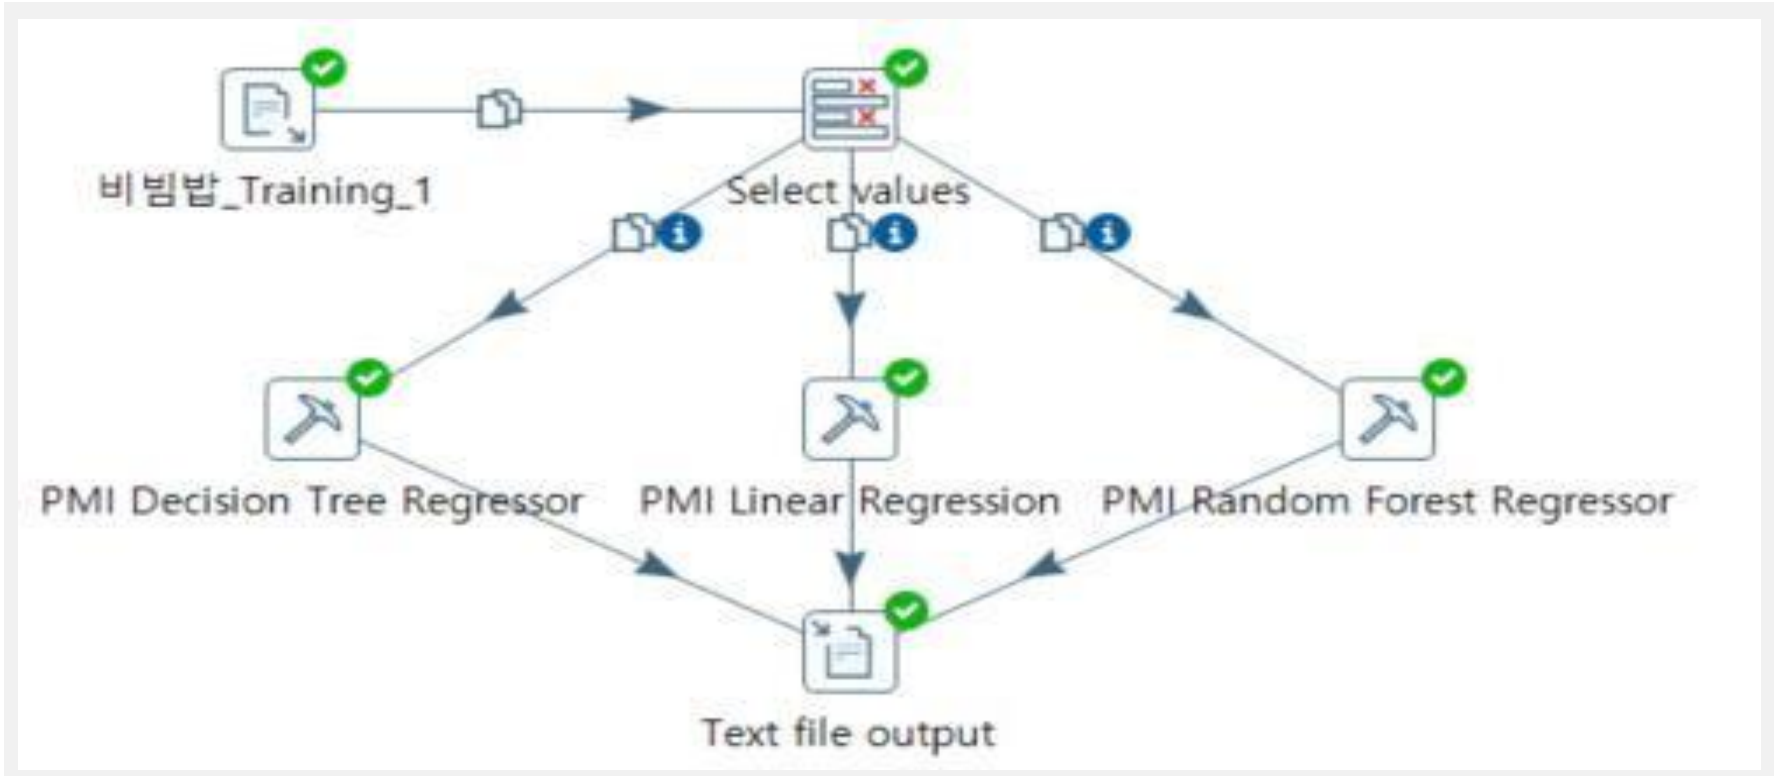 비빔밥_Training_1
Select values
PMI Decision Tree Regressor
PMI Linear Regression
PMI Random Forest Regressor
Text file output